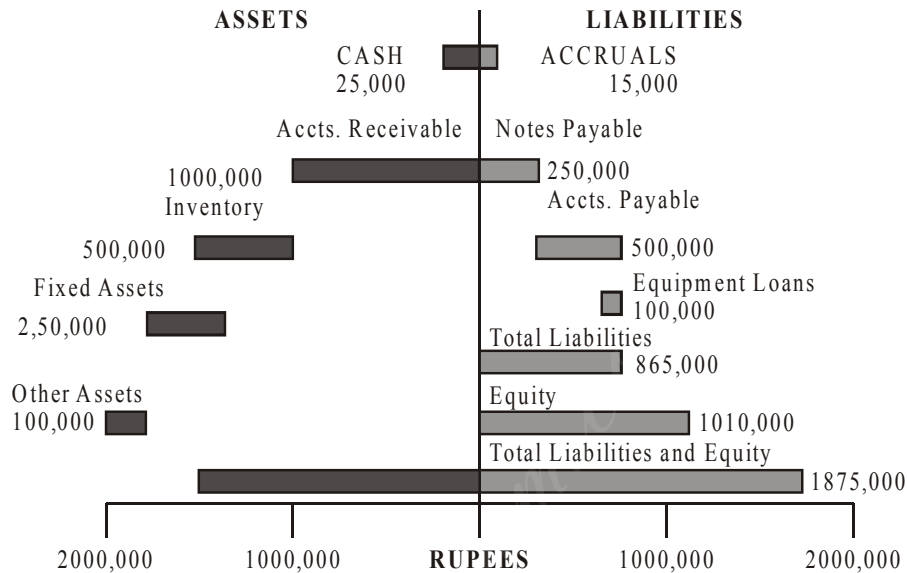 ASSETS LIABILITIES
CASH ACCRUALS
25,000 15,000
Accts. Receivable Notes Payable
1000,000 250,000
Inventory Accts. Payable
500,000 500,000
Fixed Assets Equipment Loans
2,50,000 100,000
Total Liabilities
865,000
Other Assets Equity
100,000 1010,000
Total Liabilities and Equity
1875,000
2000,000 1000,000 RUPEES 1000,000 2000,000